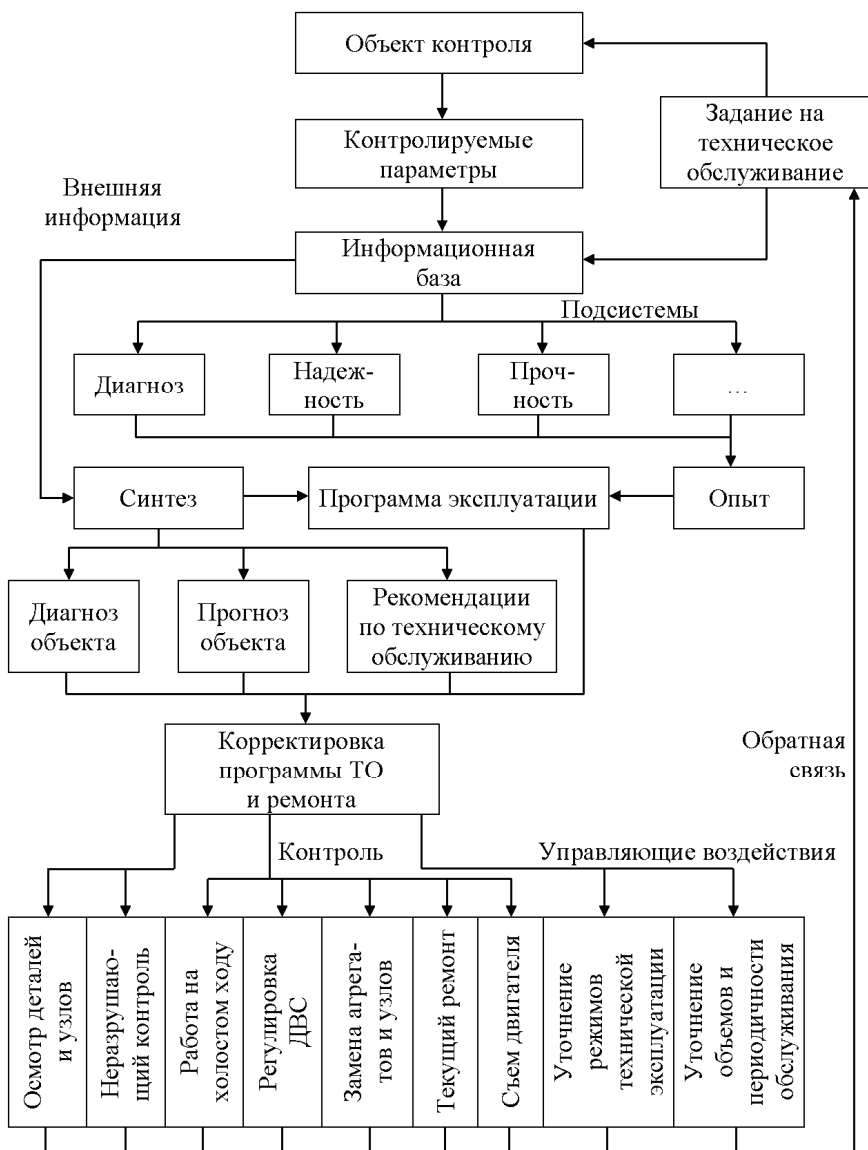 Объект контроля
Задание на
техническое
обслуживание
Контролируемые
параметры
Внешняя
информация
Информационная
база
Подсистемы
Диагноз
Надеж-
ность
Проч-
ность
...
Синтез
Программа эксплуатации
Опыт
Диагноз
объекта
Прогноз
объекта
Рекомендации
по техническому
обслуживанию
Корректировка
программы ТО
и ремонта
Обратная
связь
Контроль
Управляющие воздействия
Осмотр деталей
и узлов
Неразрушаю-
щий контроль
Работа на
холостом ходу
Регулировка
ДВС
Замена агрега-
тов и узлов
Текущий ремонт
Съем двигателя
Уточнение
режимов
технической
эксплуатации
Уточнение
объемов и
периодичности
обслуживания